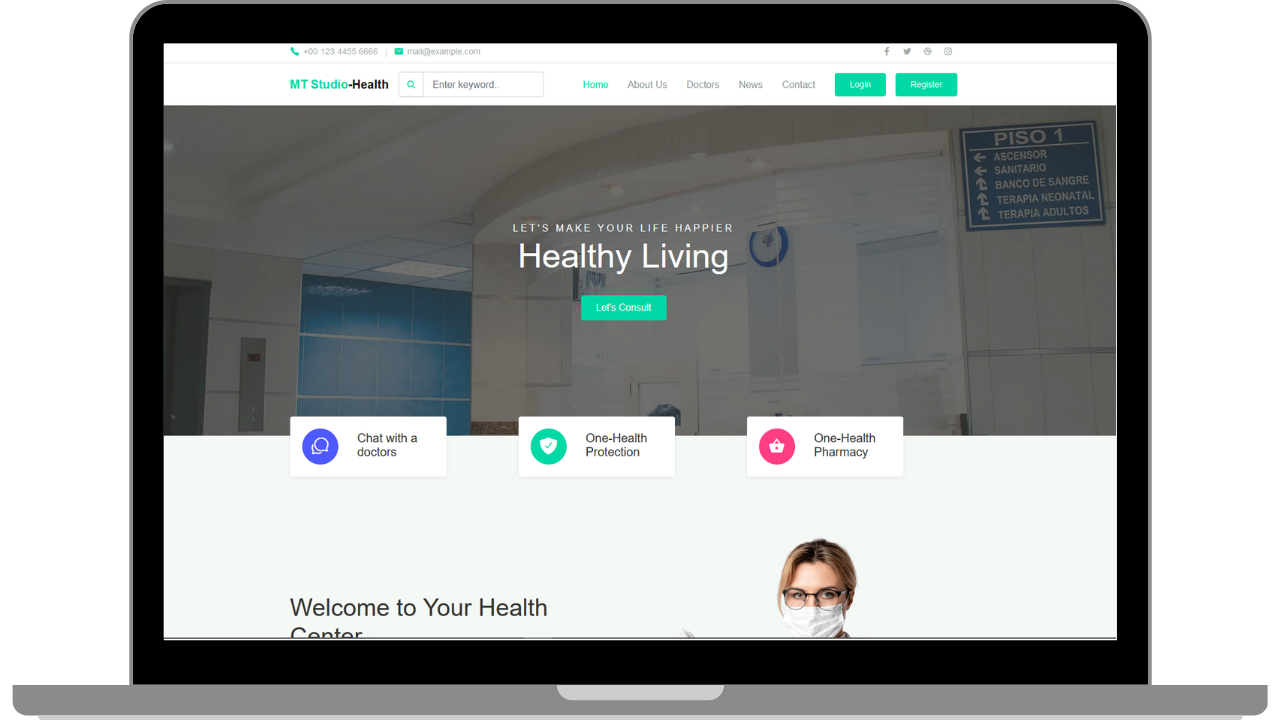 +00 123 4455 6666 | mail@example.com
MT Studio-Health
Enter keyword..
Home
About Us
Doctors
News
Contact
Login
Register
PISO 1
ASCENSOR
SANITARIO
BANCO DE SANGRE
TERAPIA NEONATAL
TERAPIA ADULTOS
LET'S MAKE YOUR LIFE HAPPIER
Healthy Living
Let's Consult
Chat with a
doctors
One-Health
Protection
One-Health
Pharmacy
Welcome to Your Health
Center